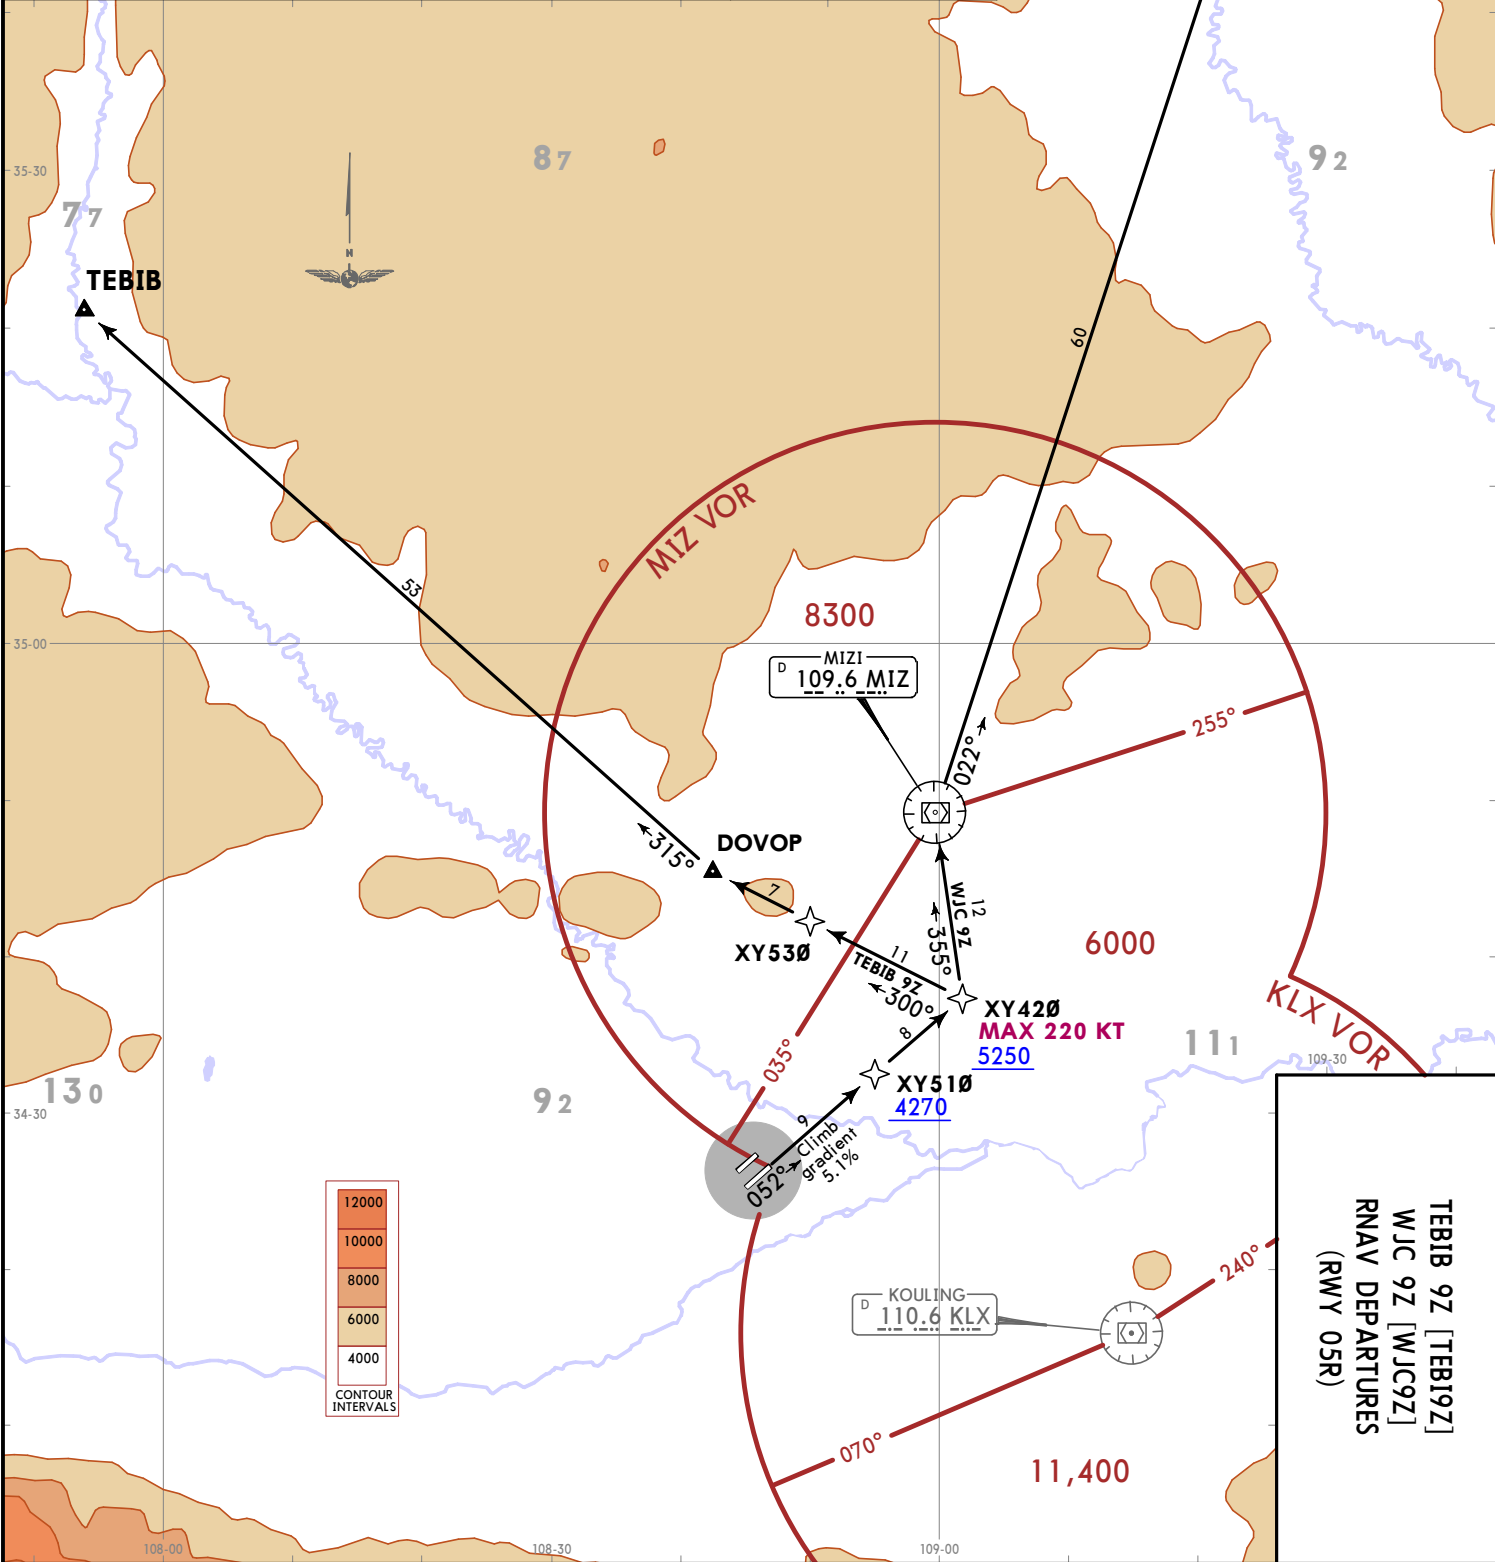 87
92
35-30
77
N
TEBIB
60
MIZ VOR
53
8300
35-00
MIZI
D 109.6 MIZ
255°
022°
DOVOP
315°
7
12
WJC 9Z
355°
XY530
11
TEBIB 9Z
300°
6000
KLX VOR
XY420
MAX 220 KT
5250
8
035°
111
109-30
XY510
4270
130
92
34-30
9
Climb
gradient
5.1%
052°
12000
10000
8000
6000
4000
CONTOUR
INTERVALS
240°
KOULING
D 110.6 KLX
070°
11,400
TEBIB 9Z [TEBI9Z]
WJC 9Z [WJC9Z]
RNAV DEPARTURES
(RWY 05R)
108-00
108-30
109-00